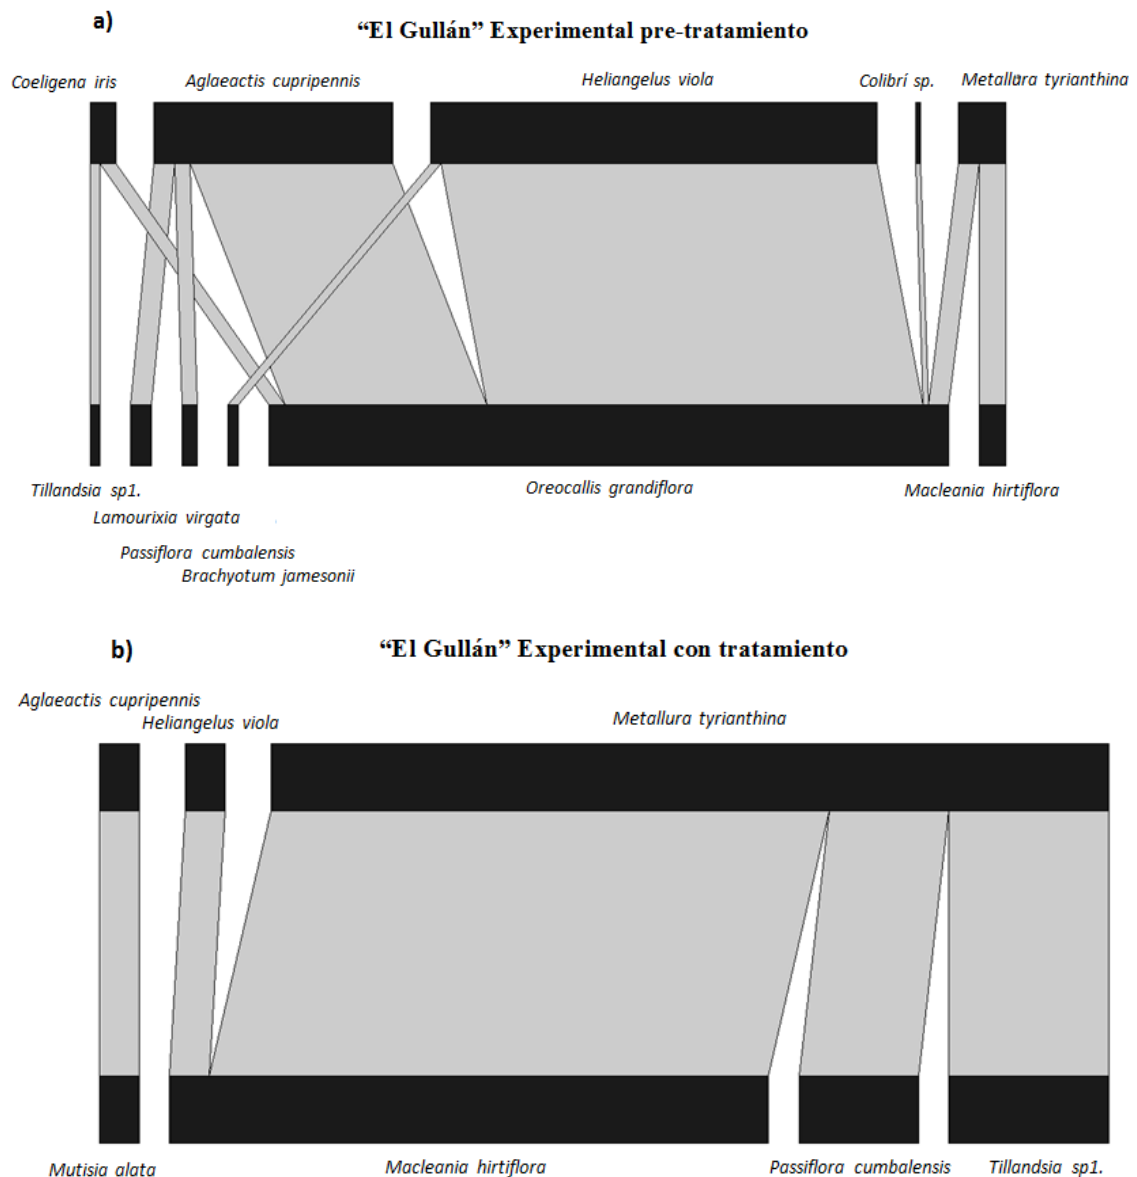 a)
“El Gullán” Experimental pre-tratamiento
Coeligena iris
Aglaeactis cupripennis
Heliangelus viola
Colibrí sp.
Metallura tyrianthina
Tillandsia sp1.
Oreocallis grandiflora
Macleania hirtiflora
Lamourixia virgata
Passiflora cumbalensis
Brachyotum jamesonii
b)
“El Gullán” Experimental con tratamiento
Aglaeactis cupripennis
Heliangelus viola
Metallura tyrianthina
Mutisia alata
Macleania hirtiflora
Passiflora cumbalensis
Tillandsia sp1.